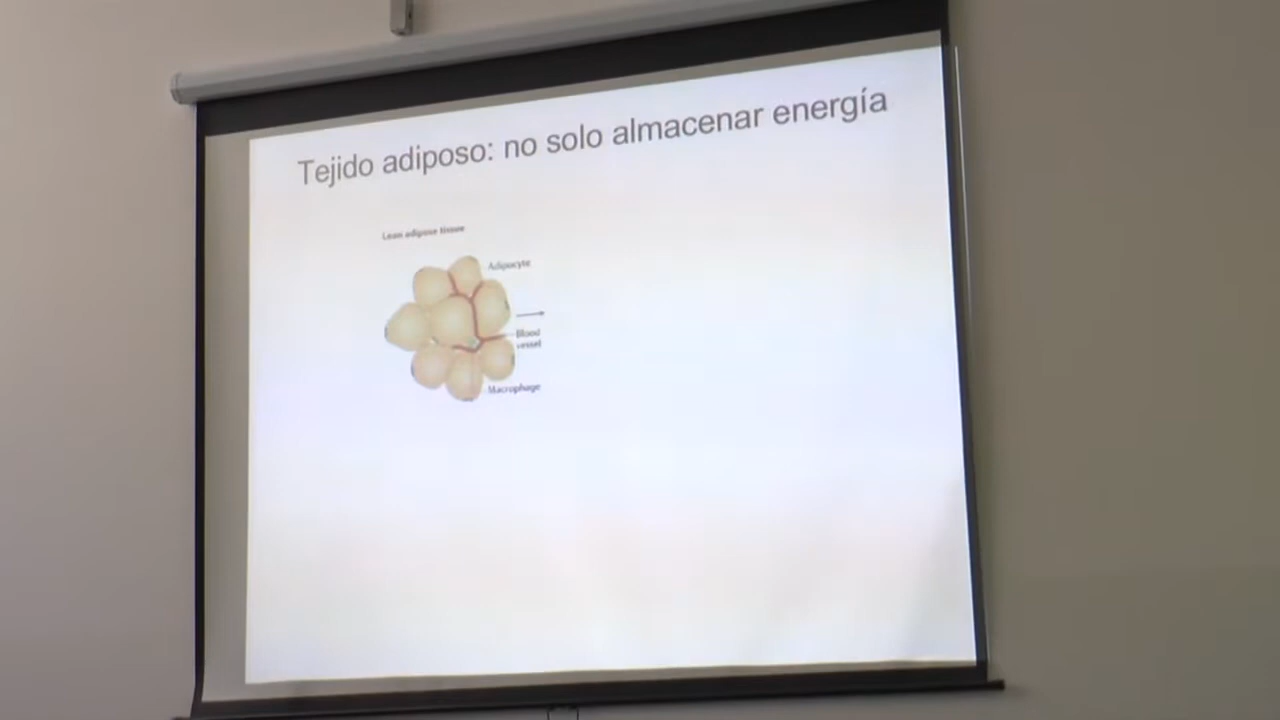 Tejido adiposo: no solo almacenar energía
Lean adipose tissue
Adipocyte
Blood
vessel
Macrophage